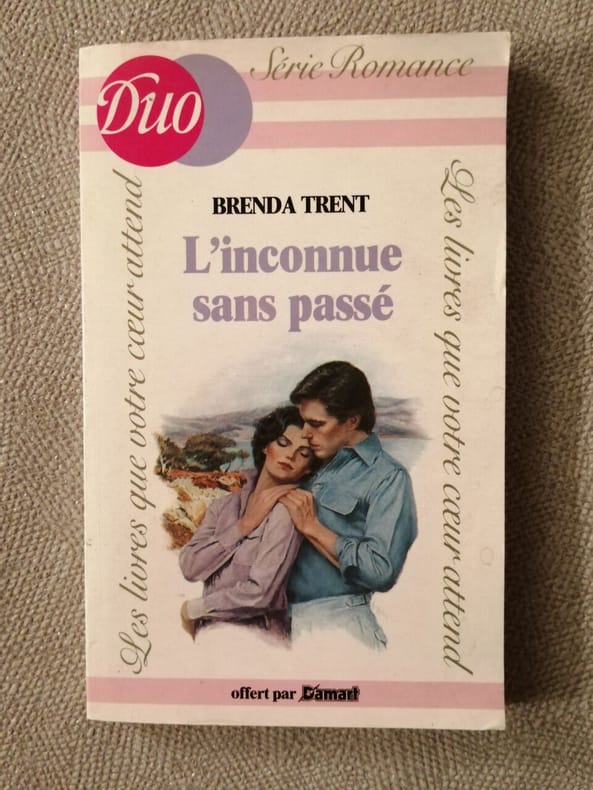 Duo
Série Romance
BRENDA TRENT
L'inconnue
sans passé
Les livres que votre cœur attend
Les livres que votre cœur attend
offert par Damart